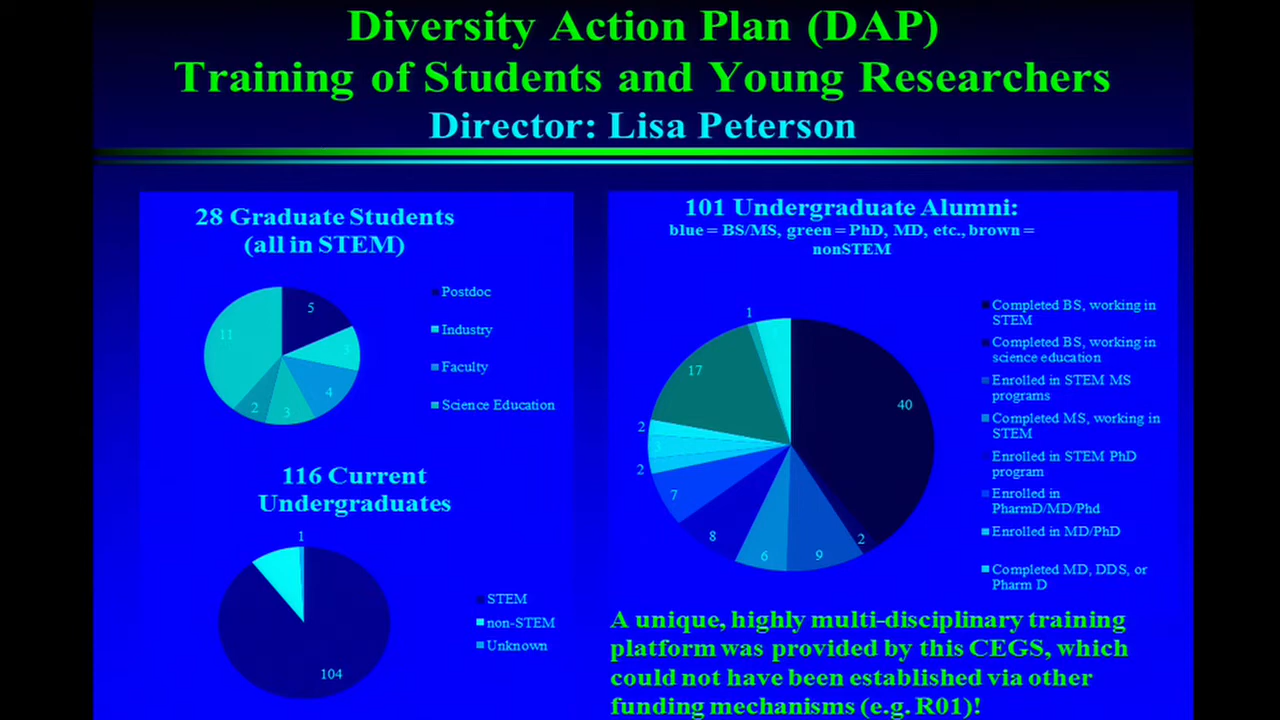 Diversity Action Plan (DAP)
Training of Students and Young Researchers
Director: Lisa Peterson
28 Graduate Students
(all in STEM)
5
3
4
3
2
11
Postdoc
Industry
Faculty
Science Education
116 Current
Undergraduates
1
104
STEM
non-STEM
Unknown
101 Undergraduate Alumni:
blue = BS/MS, green = PhD, MD, etc., brown =
nonSTEM
1
17
40
2
2
7
8
6
9
2
Completed BS, working in
STEM
Completed BS, working in
science education
Enrolled in STEM MS
programs
Completed MS, working in
STEM
Enrolled in STEM PhD
program
Enrolled in
PharmD/MD/Phd
Enrolled in MD/PhD
Completed MD, DDS, or
Pharm D
A unique, highly multi-disciplinary training
platform was provided by this CEGS, which
could not have been established via other
funding mechanisms (e.g. R01)!